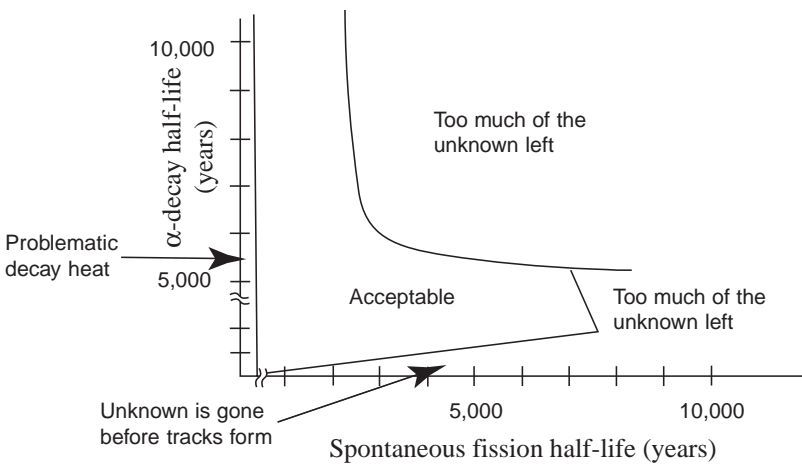 10,000
α-decay half-life
(years)
Too much of the
unknown left
Problematic
decay heat
5,000
Acceptable
Too much of the
unknown left
Unknown is gone
before tracks form
5,000
10,000
Spontaneous fission half-life (years)